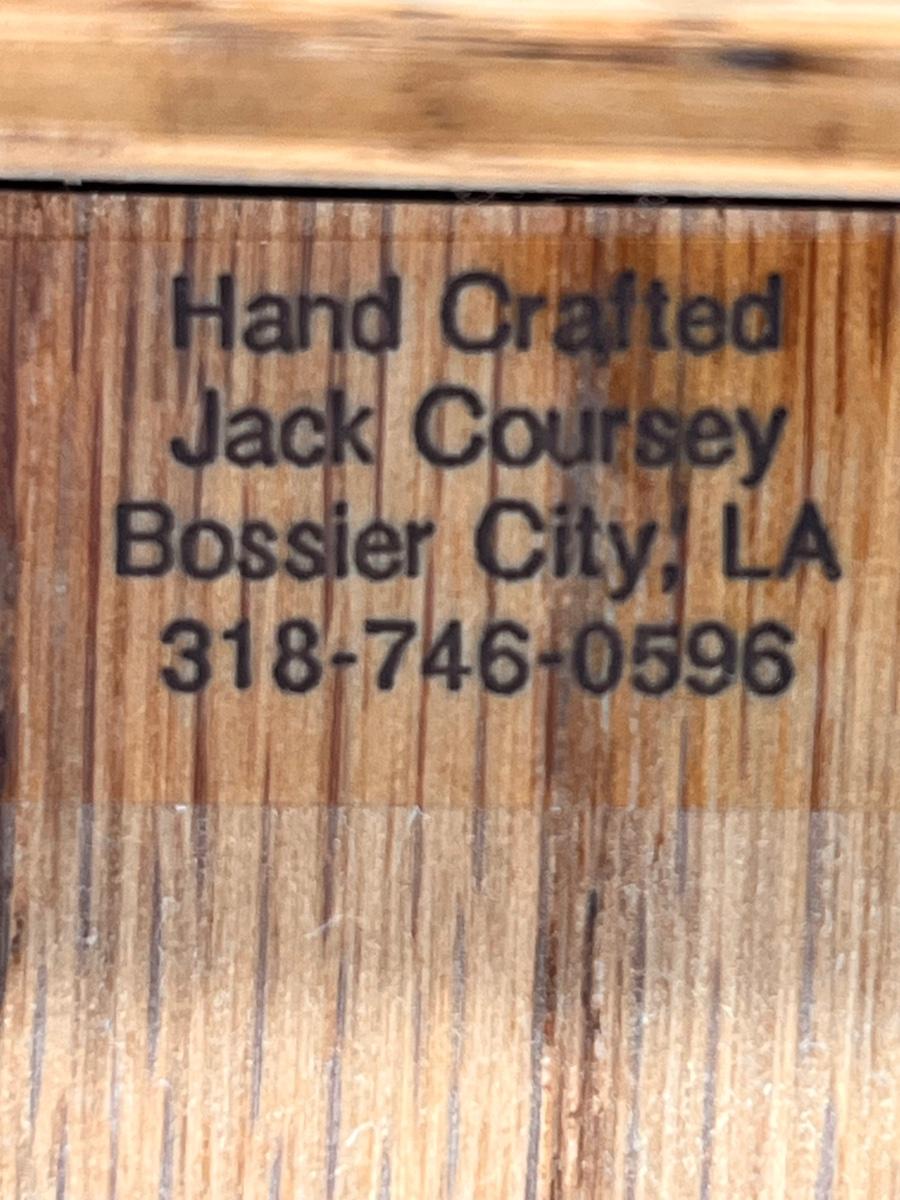 Hand Crafted
Jack Coursey
Bossier City, LA
318-746-0596